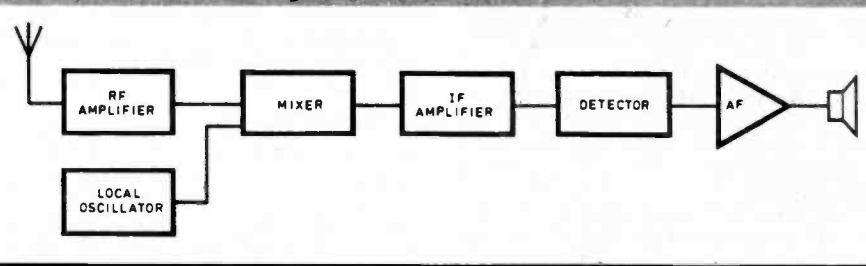 RF
AMPLIFIER
MIXER
IF
AMPLIFIER
DETECTOR
AF
LOCAL
OSCILLATOR